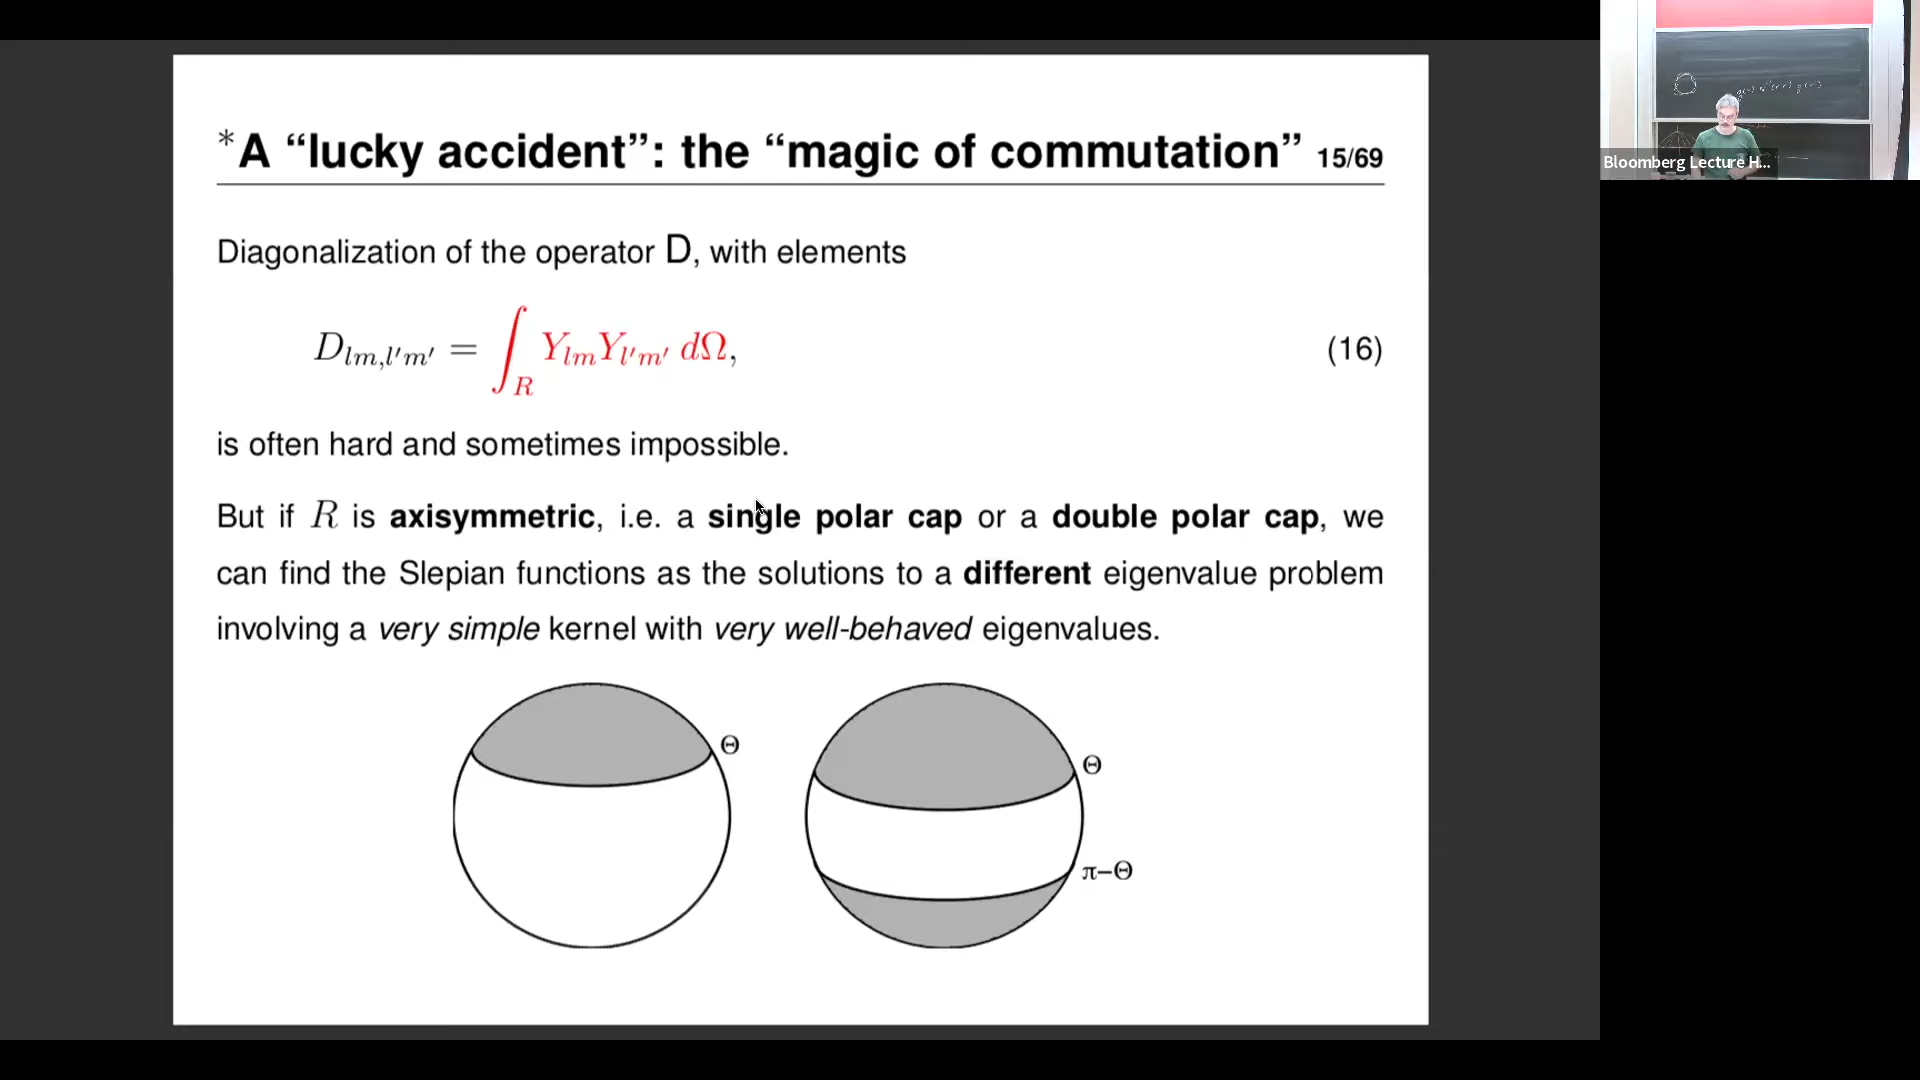 *A “lucky accident”: the “magic of commutation” 15/69
Diagonalization of the operator D, with elements
D_{lm,l'm'} = ∫_R Y_{lm} Y_{l'm'} dΩ, (16)
is often hard and sometimes impossible.
But if R is axisymmetric, i.e. a single polar cap or a double polar cap, we
can find the Slepian functions as the solutions to a different eigenvalue problem
involving a very simple kernel with very well-behaved eigenvalues.
Θ
Θ
π−Θ
Bloomberg Lecture H...